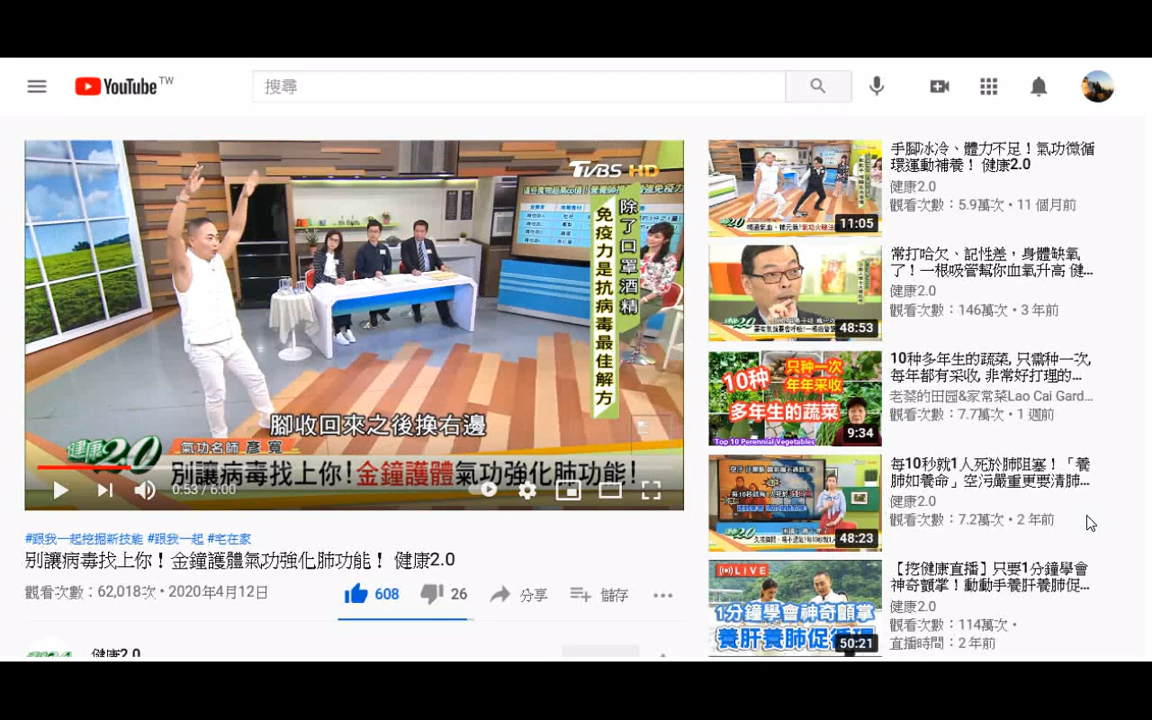 YouTube TW
搜尋
TVBS HD
除了口罩酒精
免疫力是抗病毒最佳解方
腳收回來之後換右邊
健康2.0
氣功名師 彥寬
別讓病毒找上你!金鐘護體氣功強化肺功能!
0:53 / 6:00
#跟我一起挖掘新技能 #跟我一起 #宅在家
別讓病毒找上你!金鐘護體氣功強化肺功能! 健康2.0
觀看次數:62,018次 • 2020年4月12日
608
26
分享
儲存
健康2.0
11:05
手腳冰冷、體力不足!氣功微循
環運動補養! 健康2.0
健康2.0
觀看次數:5.9萬次 • 11 個月前
48:53
常打哈欠、記性差,身體缺氧
了!一根吸管幫你血氧升高 健...
健康2.0
觀看次數:146萬次 • 3 年前
10种
只种一次
年年采收
多年生的蔬菜
Top 10 Perennial Vegetables
9:34
10种多年生的蔬菜, 只需种一次,
每年都有采收, 非常好打理的...
老菜的田园&家常菜Lao Cai Gard...
觀看次數:7.7萬次 • 1 週前
48:23
每10秒就1人死於肺阻塞!「養
肺如養命」空污嚴重更要清肺...
健康2.0
觀看次數:7.2萬次 • 2 年前
LIVE
1分鐘學會神奇顫掌
養肝養肺促循環
50:21
【挖健康直播】只要1分鐘學會
神奇顫掌!動動手養肝養肺促...
健康2.0
觀看次數:114萬次 •
直播時間:2 年前